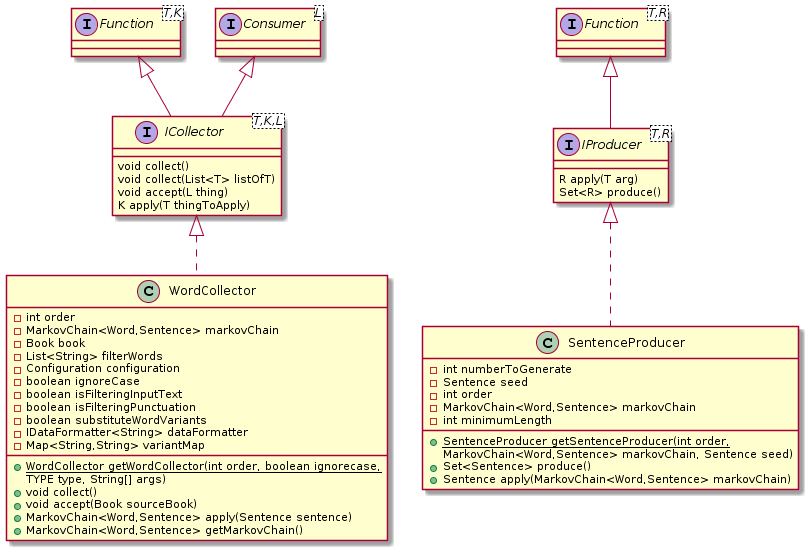 I Function T,K
I Consumer L
I ICollector T,K,L
void collect()
void collect(List<T> listOfT)
void accept(L thing)
K apply(T thingToApply)
C WordCollector
int order
MarkovChain<Word,Sentence> markovChain
Book book
List<String> filterWords
Configuration configuration
boolean ignoreCase
boolean isFilteringInputText
boolean isFilteringPunctuation
boolean substituteWordVariants
IDataFormatter<String> dataFormatter
Map<String,String> variantMap
WordCollector getWordCollector(int order, boolean ignorecase,
TYPE type, String[] args)
void collect()
void accept(Book sourceBook)
MarkovChain<Word,Sentence> apply(Sentence sentence)
MarkovChain<Word,Sentence> getMarkovChain()
I Function T,R
I IProducer T,R
R apply(T arg)
Set<R> produce()
C SentenceProducer
int numberToGenerate
Sentence seed
int order
MarkovChain<Word,Sentence> markovChain
int minimumLength
SentenceProducer getSentenceProducer(int order,
MarkovChain<Word,Sentence> markovChain, Sentence seed)
Set<Sentence> produce()
Sentence apply(MarkovChain<Word,Sentence> markovChain)